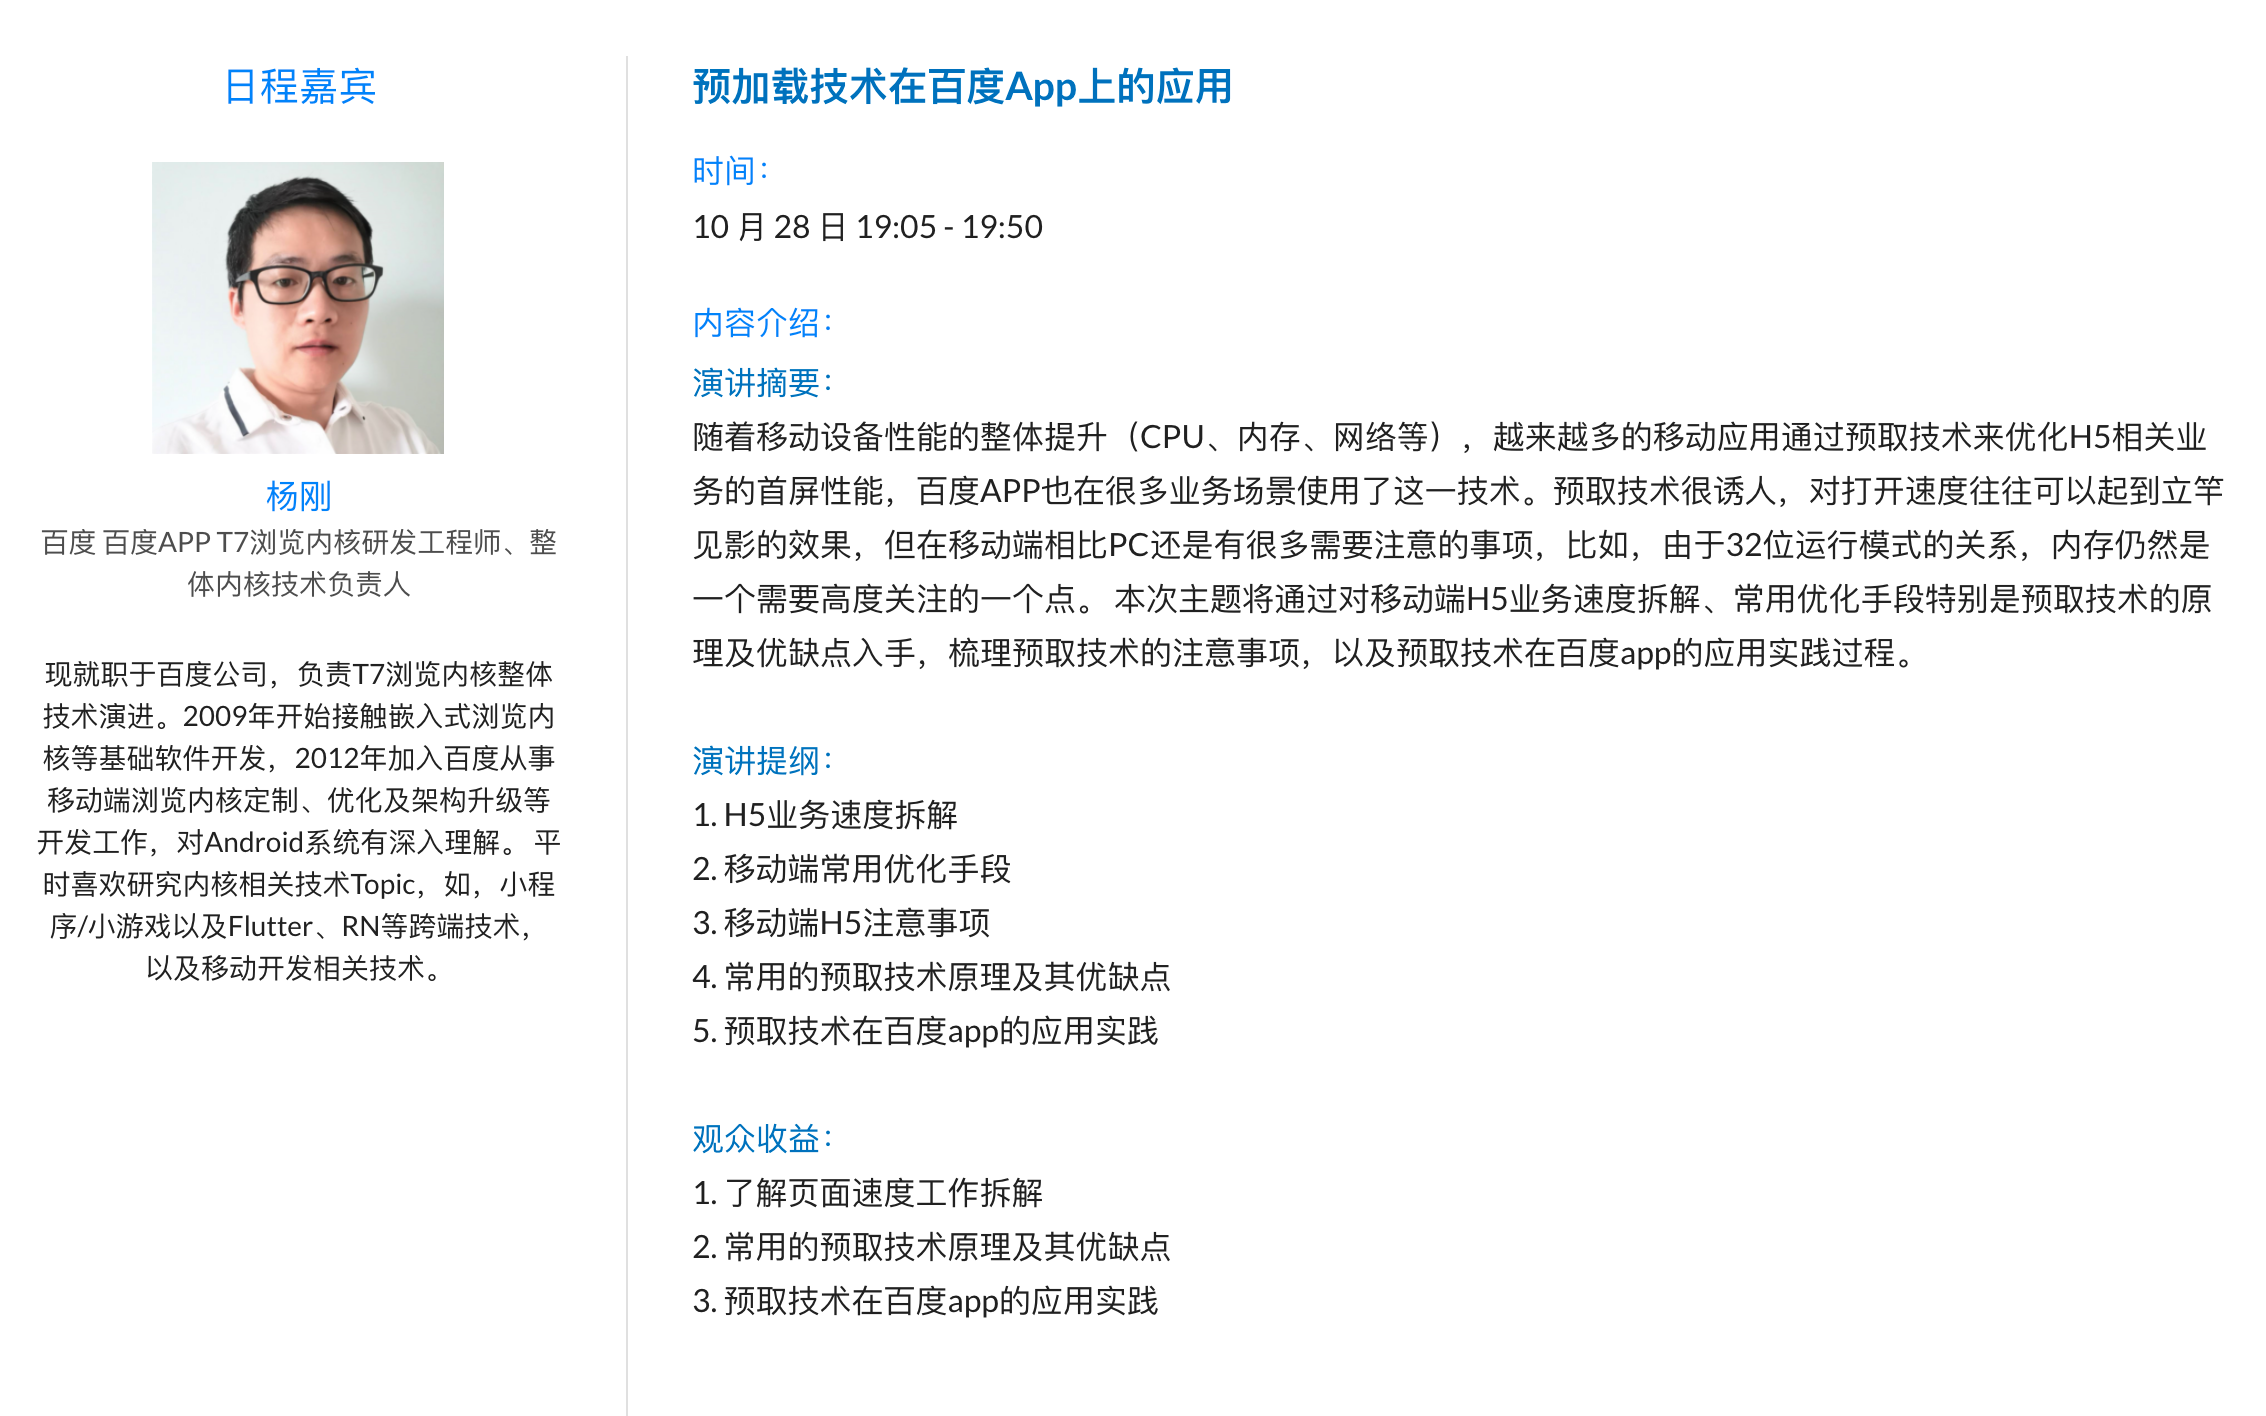 日程嘉宾
杨刚
百度 百度APP T7浏览内核研发工程师、整
体内核技术负责人
现就职于百度公司，负责T7浏览内核整体
技术演进。2009年开始接触嵌入式浏览内
核等基础软件开发，2012年加入百度从事
移动端浏览内核定制、优化及架构升级等
开发工作，对Android系统有深入理解。 平
时喜欢研究内核相关技术Topic，如，小程
序/小游戏以及Flutter、RN等跨端技术，
以及移动开发相关技术。
预加载技术在百度App上的应用
时间：
10 月 28 日 19:05 - 19:50
内容介绍：
演讲摘要：
随着移动设备性能的整体提升（CPU、内存、网络等），越来越多的移动应用通过预取技术来优化H5相关业
务的首屏性能，百度APP也在很多业务场景使用了这一技术。预取技术很诱人，对打开速度往往可以起到立竿
见影的效果，但在移动端相比PC还是有很多需要注意的事项，比如，由于32位运行模式的关系，内存仍然是
一个需要高度关注的一个点。 本次主题将通过对移动端H5业务速度拆解、常用优化手段特别是预取技术的原
理及优缺点入手，梳理预取技术的注意事项，以及预取技术在百度app的应用实践过程。
演讲提纲：
1. H5业务速度拆解
2. 移动端常用优化手段
3. 移动端H5注意事项
4. 常用的预取技术原理及其优缺点
5. 预取技术在百度app的应用实践
观众收益：
1. 了解页面速度工作拆解
2. 常用的预取技术原理及其优缺点
3. 预取技术在百度app的应用实践